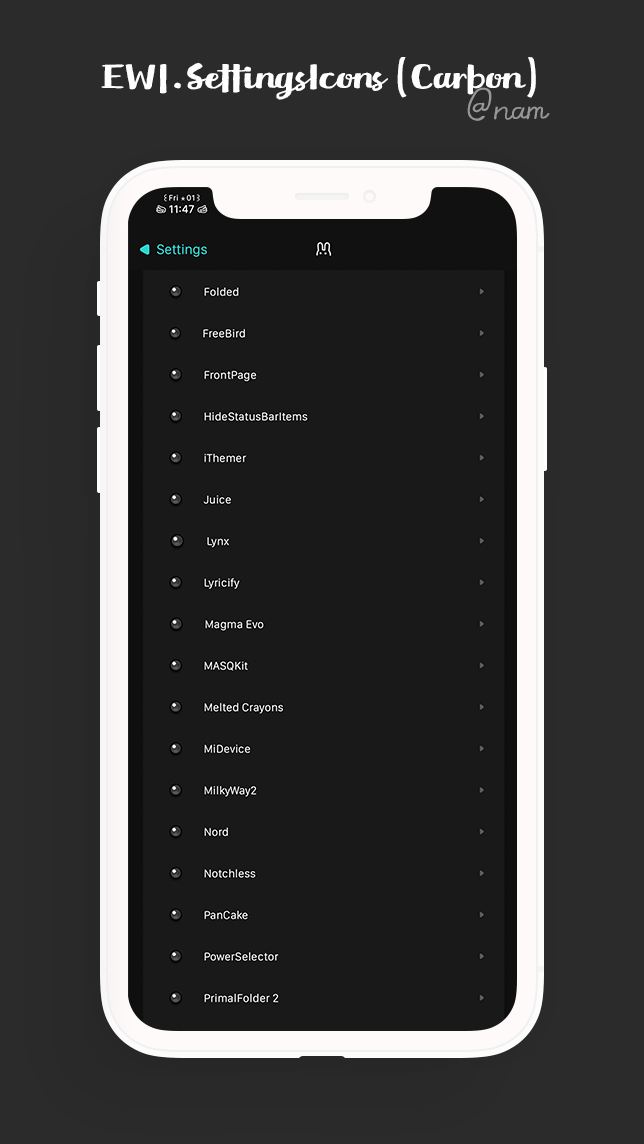 EWI.SettingsIcons (Carbon)
@nam
Fri 01
11:47
Settings
Folded
FreeBird
FrontPage
HideStatusBarItems
iThemer
Juice
Lynx
Lyricify
Magma Evo
MASQKit
Melted Crayons
MiDevice
MilkyWay2
Nord
Notchless
PanCake
PowerSelector
PrimalFolder 2